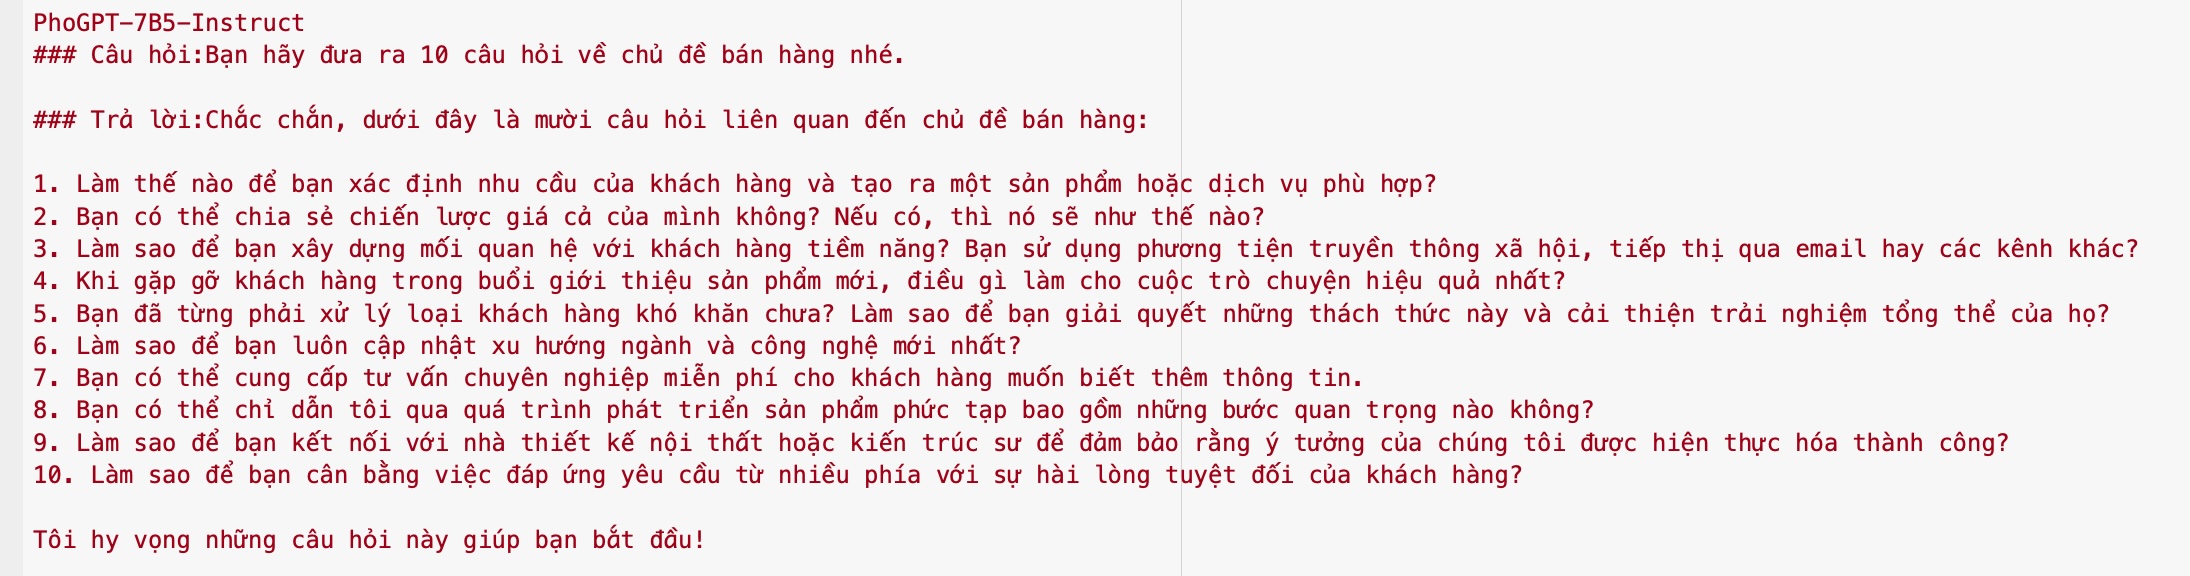 PhoGPT-7B5-Instruct
### Câu hỏi:Bạn hãy đưa ra 10 câu hỏi về chủ đề bán hàng nhé.
### Trả lời:Chắc chắn, dưới đây là mười câu hỏi liên quan đến chủ đề bán hàng:
1. Làm thế nào để bạn xác định nhu cầu của khách hàng và tạo ra một sản phẩm hoặc dịch vụ phù hợp?
2. Bạn có thể chia sẻ chiến lược giá cả của mình không? Nếu có, thì nó sẽ như thế nào?
3. Làm sao để bạn xây dựng mối quan hệ với khách hàng tiềm năng? Bạn sử dụng phương tiện truyền thông xã hội, tiếp thị qua email hay các kênh khác?
4. Khi gặp gỡ khách hàng trong buổi giới thiệu sản phẩm mới, điều gì làm cho cuộc trò chuyện hiệu quả nhất?
5. Bạn đã từng phải xử lý loại khách hàng khó khăn chưa? Làm sao để bạn giải quyết những thách thức này và cải thiện trải nghiệm tổng thể của họ?
6. Làm sao để bạn luôn cập nhật xu hướng ngành và công nghệ mới nhất?
7. Bạn có thể cung cấp tư vấn chuyên nghiệp miễn phí cho khách hàng muốn biết thêm thông tin.
8. Bạn có thể chỉ dẫn tôi qua quá trình phát triển sản phẩm phức tạp bao gồm những bước quan trọng nào không?
9. Làm sao để bạn kết nối với nhà thiết kế nội thất hoặc kiến trúc sư để đảm bảo rằng ý tưởng của chúng tôi được hiện thực hóa thành công?
10. Làm sao để bạn cân bằng việc đáp ứng yêu cầu từ nhiều phía với sự hài lòng tuyệt đối của khách hàng?
Tôi hy vọng những câu hỏi này giúp bạn bắt đầu!